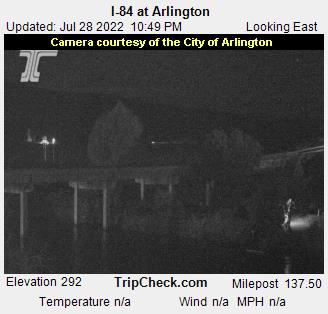 I-84 at Arlington
Updated: Jul 28 2022 10:49 PM Looking East
Camera courtesy of the City of Arlington
Elevation 292 TripCheck.com Milepost 137.50
Temperature n/a Wind n/a MPH n/a